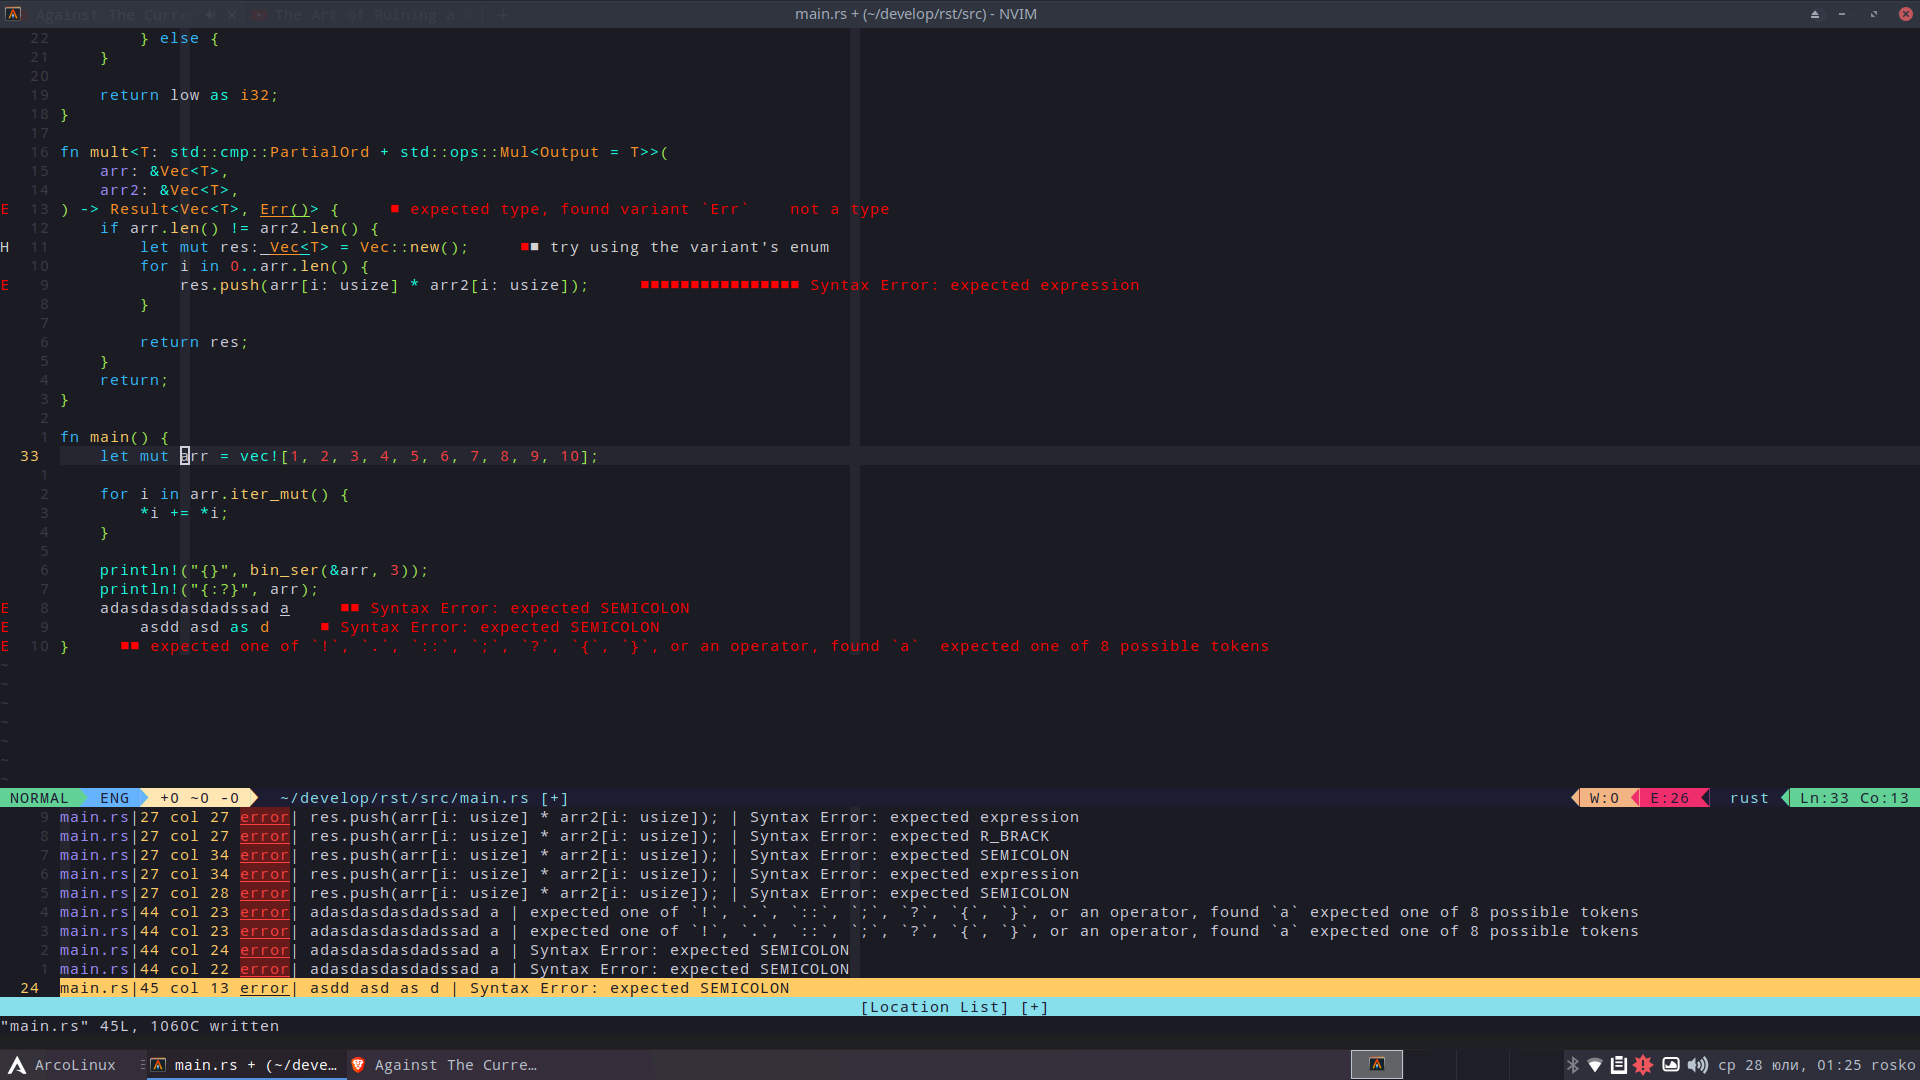 Against The Curre
The Art of Ruining a
main.rs + (~/develop/rst/src) - NVIM
22 } else {
21 }
20
19 return low as i32;
18 }
17
16 fn mult<T: std::cmp::PartialOrd + std::ops::Mul<Output = T>>(
15 arr: &Vec<T>,
14 arr2: &Vec<T>,
E 13 ) -> Result<Vec<T>, Err()> { ■ expected type, found variant `Err` not a type
12 if arr.len() != arr2.len() {
H 11 let mut res: Vec<T> = Vec::new(); ■■ try using the variant's enum
10 for i in 0..arr.len() {
E 9 res.push(arr[i: usize] * arr2[i: usize]); ■■■■■■■■■■■■■■■■ Syntax Error: expected expression
8 }
7
6 return res;
5 }
4 return;
3 }
2
1 fn main() {
33 let mut arr = vec![1, 2, 3, 4, 5, 6, 7, 8, 9, 10];
1
2 for i in arr.iter_mut() {
3 *i += *i;
4 }
5
6 println!("{}", bin_ser(&arr, 3));
7 println!("{:?}", arr);
E 8 adasdasdasdadssad a ■■ Syntax Error: expected SEMICOLON
E 9 asdd asd as d ■ Syntax Error: expected SEMICOLON
E 10 } ■■ expected one of `!`, `.`, `::`, `;`, `?`, `{`, `}`, or an operator, found `a` expected one of 8 possible tokens
~
~
~
~
~
~
~
NORMAL ENG +0 ~0 -0 ~/develop/rst/src/main.rs [+] W:0 E:26 rust Ln:33 Co:13
9 main.rs|27 col 27 error| res.push(arr[i: usize] * arr2[i: usize]); | Syntax Error: expected expression
8 main.rs|27 col 27 error| res.push(arr[i: usize] * arr2[i: usize]); | Syntax Error: expected R_BRACK
7 main.rs|27 col 34 error| res.push(arr[i: usize] * arr2[i: usize]); | Syntax Error: expected SEMICOLON
6 main.rs|27 col 34 error| res.push(arr[i: usize] * arr2[i: usize]); | Syntax Error: expected expression
5 main.rs|27 col 28 error| res.push(arr[i: usize] * arr2[i: usize]); | Syntax Error: expected SEMICOLON
4 main.rs|44 col 23 error| adasdasdasdadssad a | expected one of `!`, `.`, `::`, `;`, `?`, `{`, `}`, or an operator, found `a` expected one of 8 possible tokens
3 main.rs|44 col 23 error| adasdasdasdadssad a | expected one of `!`, `.`, `::`, `;`, `?`, `{`, `}`, or an operator, found `a` expected one of 8 possible tokens
2 main.rs|44 col 24 error| adasdasdasdadssad a | Syntax Error: expected SEMICOLON
1 main.rs|44 col 22 error| adasdasdasdadssad a | Syntax Error: expected SEMICOLON
24 main.rs|45 col 13 error| asdd asd as d | Syntax Error: expected SEMICOLON
[Location List] [+]
"main.rs" 45L, 1060C written
ArcoLinux main.rs + (~/deve... Against The Curre... ср 28 юли, 01:25 rosko